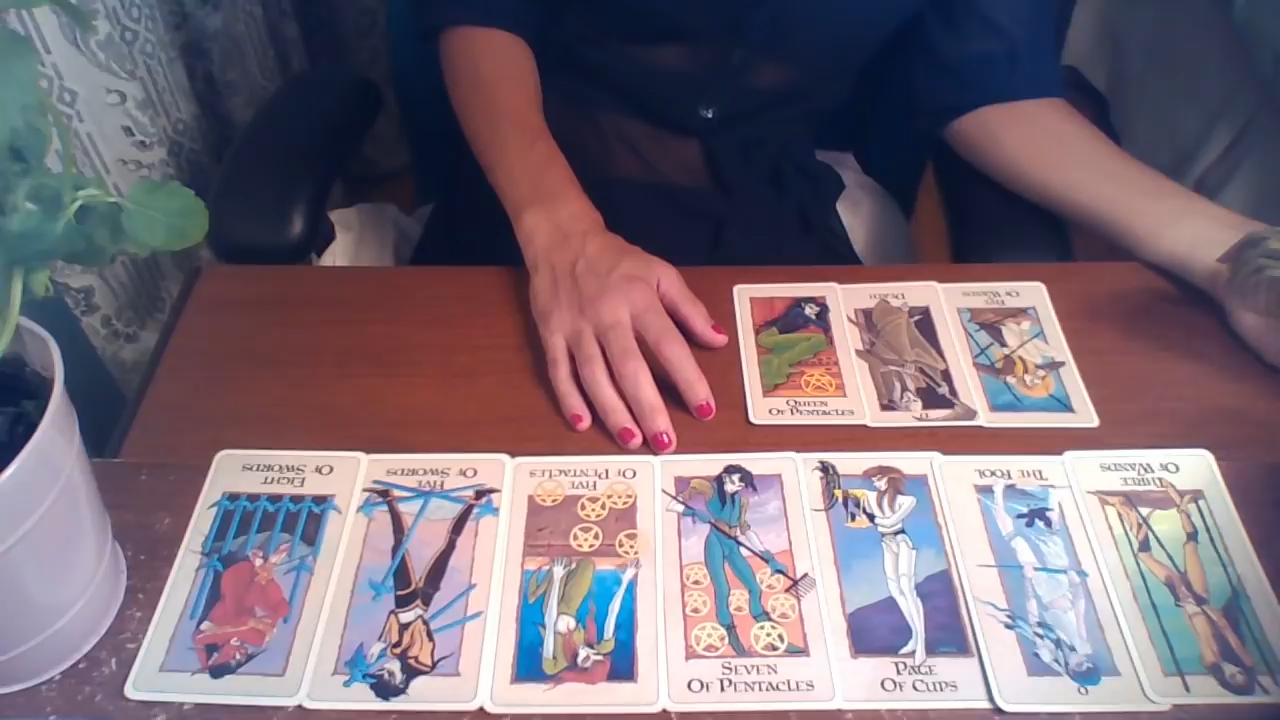 QUEEN
OF PENTACLES
DEATH
FIVE
OF WANDS
EIGHT
OF SWORDS
FIVE
OF SWORDS
FIVE
OF PENTACLES
SEVEN
OF PENTACLES
PAGE
OF CUPS
THE FOOL
0
THREE
OF WANDS